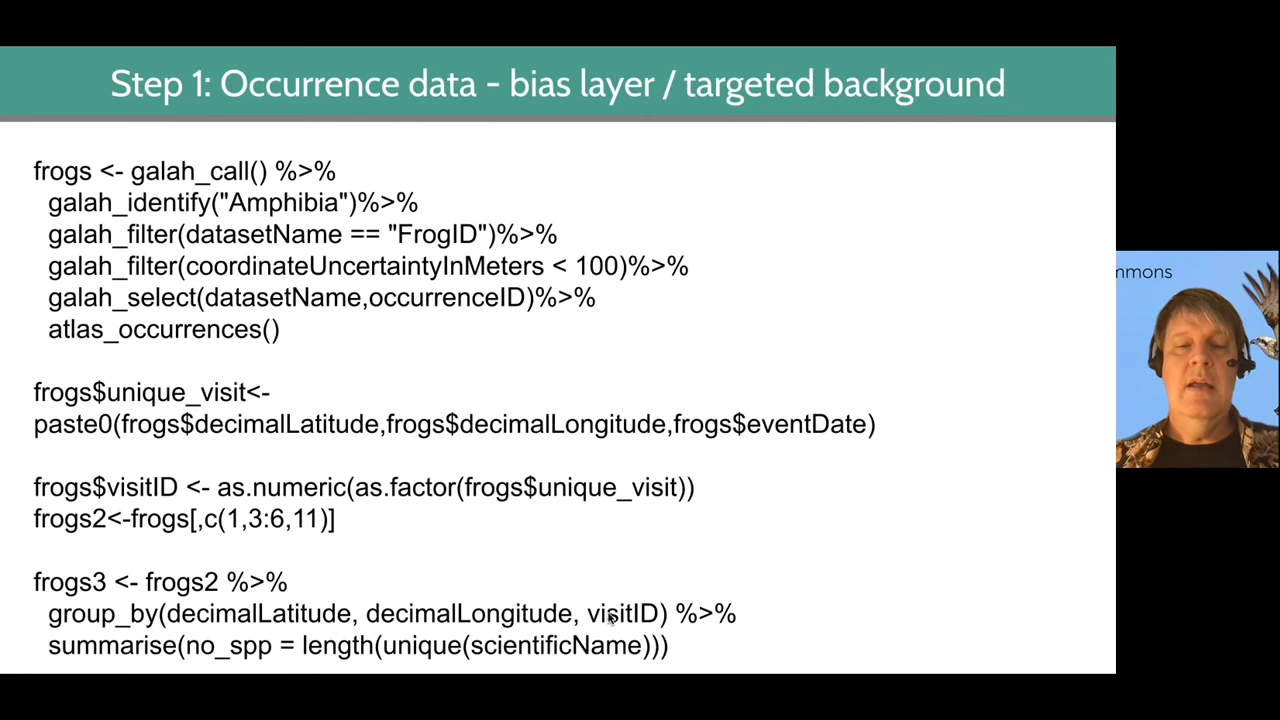 Step 1: Occurrence data - bias layer / targeted background
frogs <- galah_call() %>%
galah_identify("Amphibia")%>%
galah_filter(datasetName == "FrogID")%>%
galah_filter(coordinateUncertaintyInMeters < 100)%>%
galah_select(datasetName,occurrenceID)%>%
atlas_occurrences()
frogs$unique_visit<-
paste0(frogs$decimalLatitude,frogs$decimalLongitude,frogs$eventDate)
frogs$visitID <- as.numeric(as.factor(frogs$unique_visit))
frogs2<-frogs[,c(1,3:6,11)]
frogs3 <- frogs2 %>%
group_by(decimalLatitude, decimalLongitude, visitID) %>%
summarise(no_spp = length(unique(scientificName)))
mmons